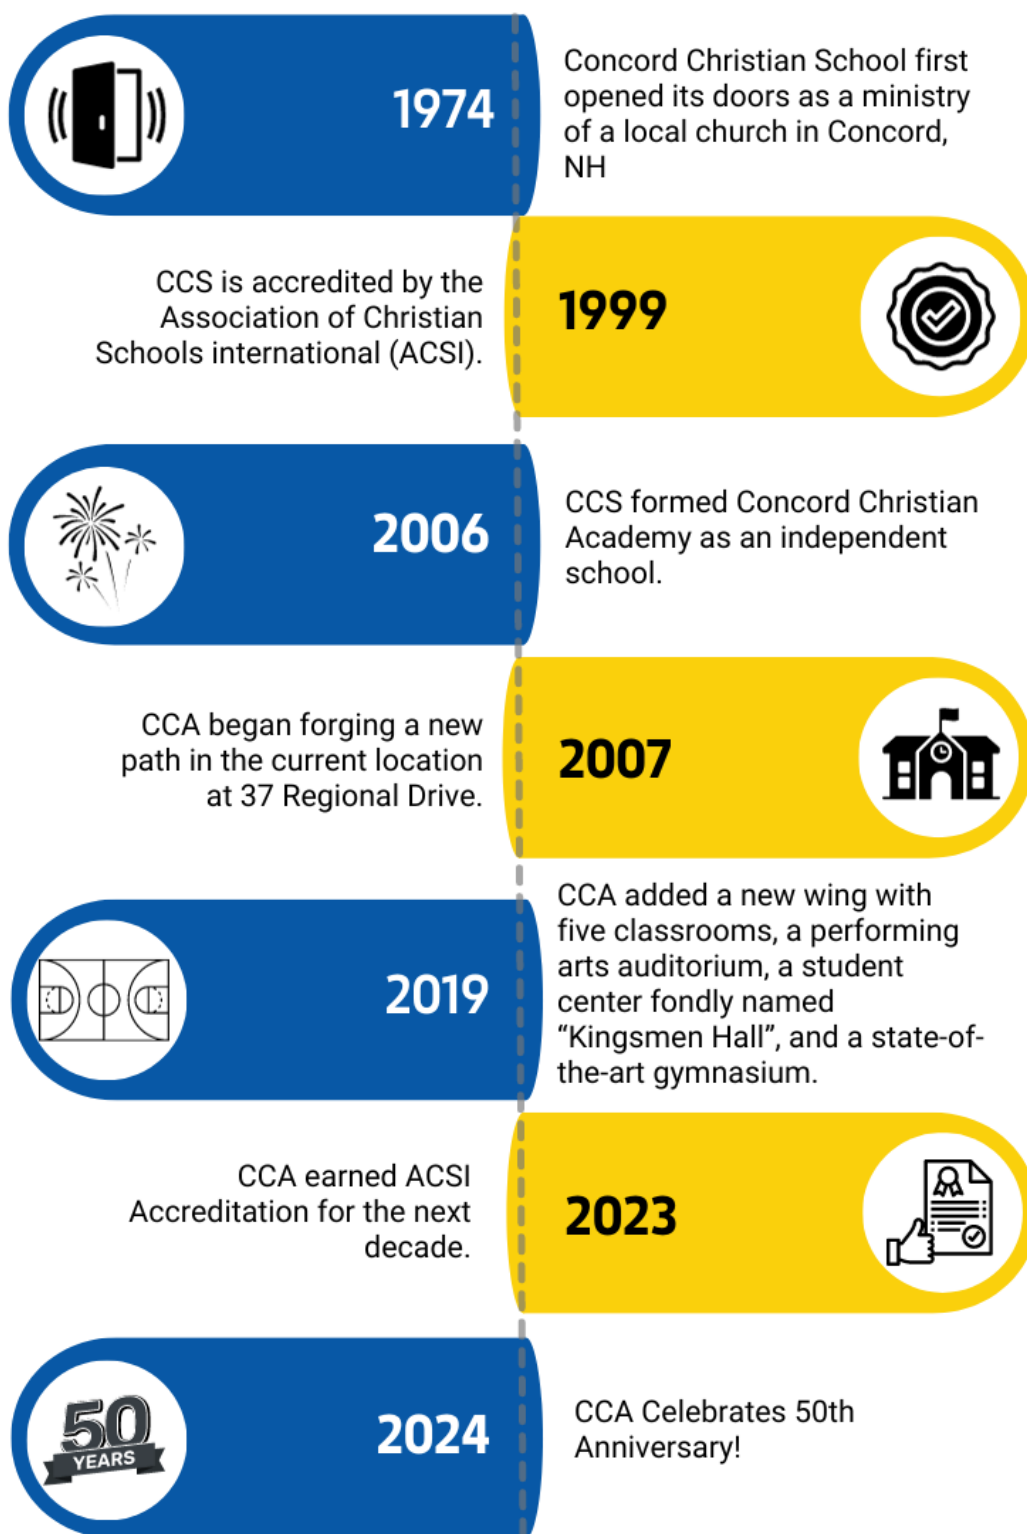 1974
Concord Christian School first
opened its doors as a ministry
of a local church in Concord,
NH
CCS is accredited by the
Association of Christian
Schools international (ACSI).
1999
2006
CCS formed Concord Christian
Academy as an independent
school.
CCA began forging a new
path in the current location
at 37 Regional Drive.
2007
2019
CCA added a new wing with
five classrooms, a performing
arts auditorium, a student
center fondly named
“Kingsmen Hall”, and a state-of-
the-art gymnasium.
CCA earned ACSI
Accreditation for the next
decade.
2023
50
YEARS
2024
CCA Celebrates 50th
Anniversary!